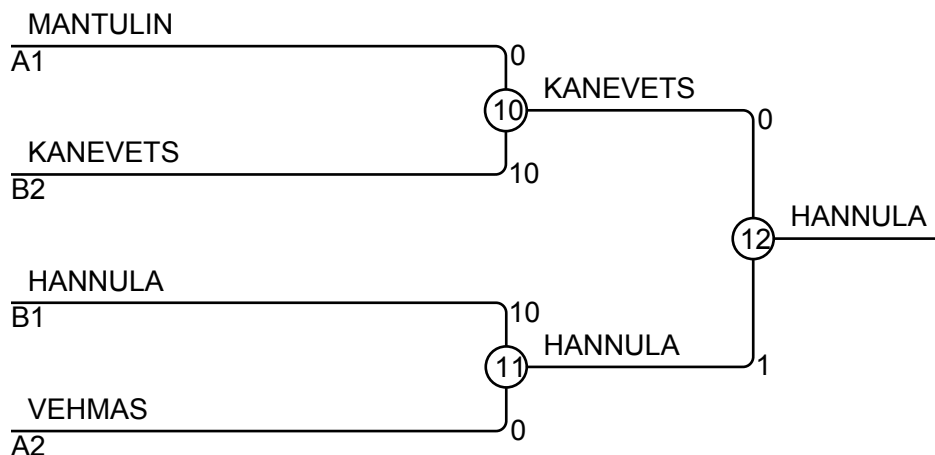 MANTULIN
A1
0
10
KANEVETS
KANEVETS
B2
10
0
12
HANNULA
HANNULA
B1
10
11
HANNULA
1
VEHMAS
A2
0